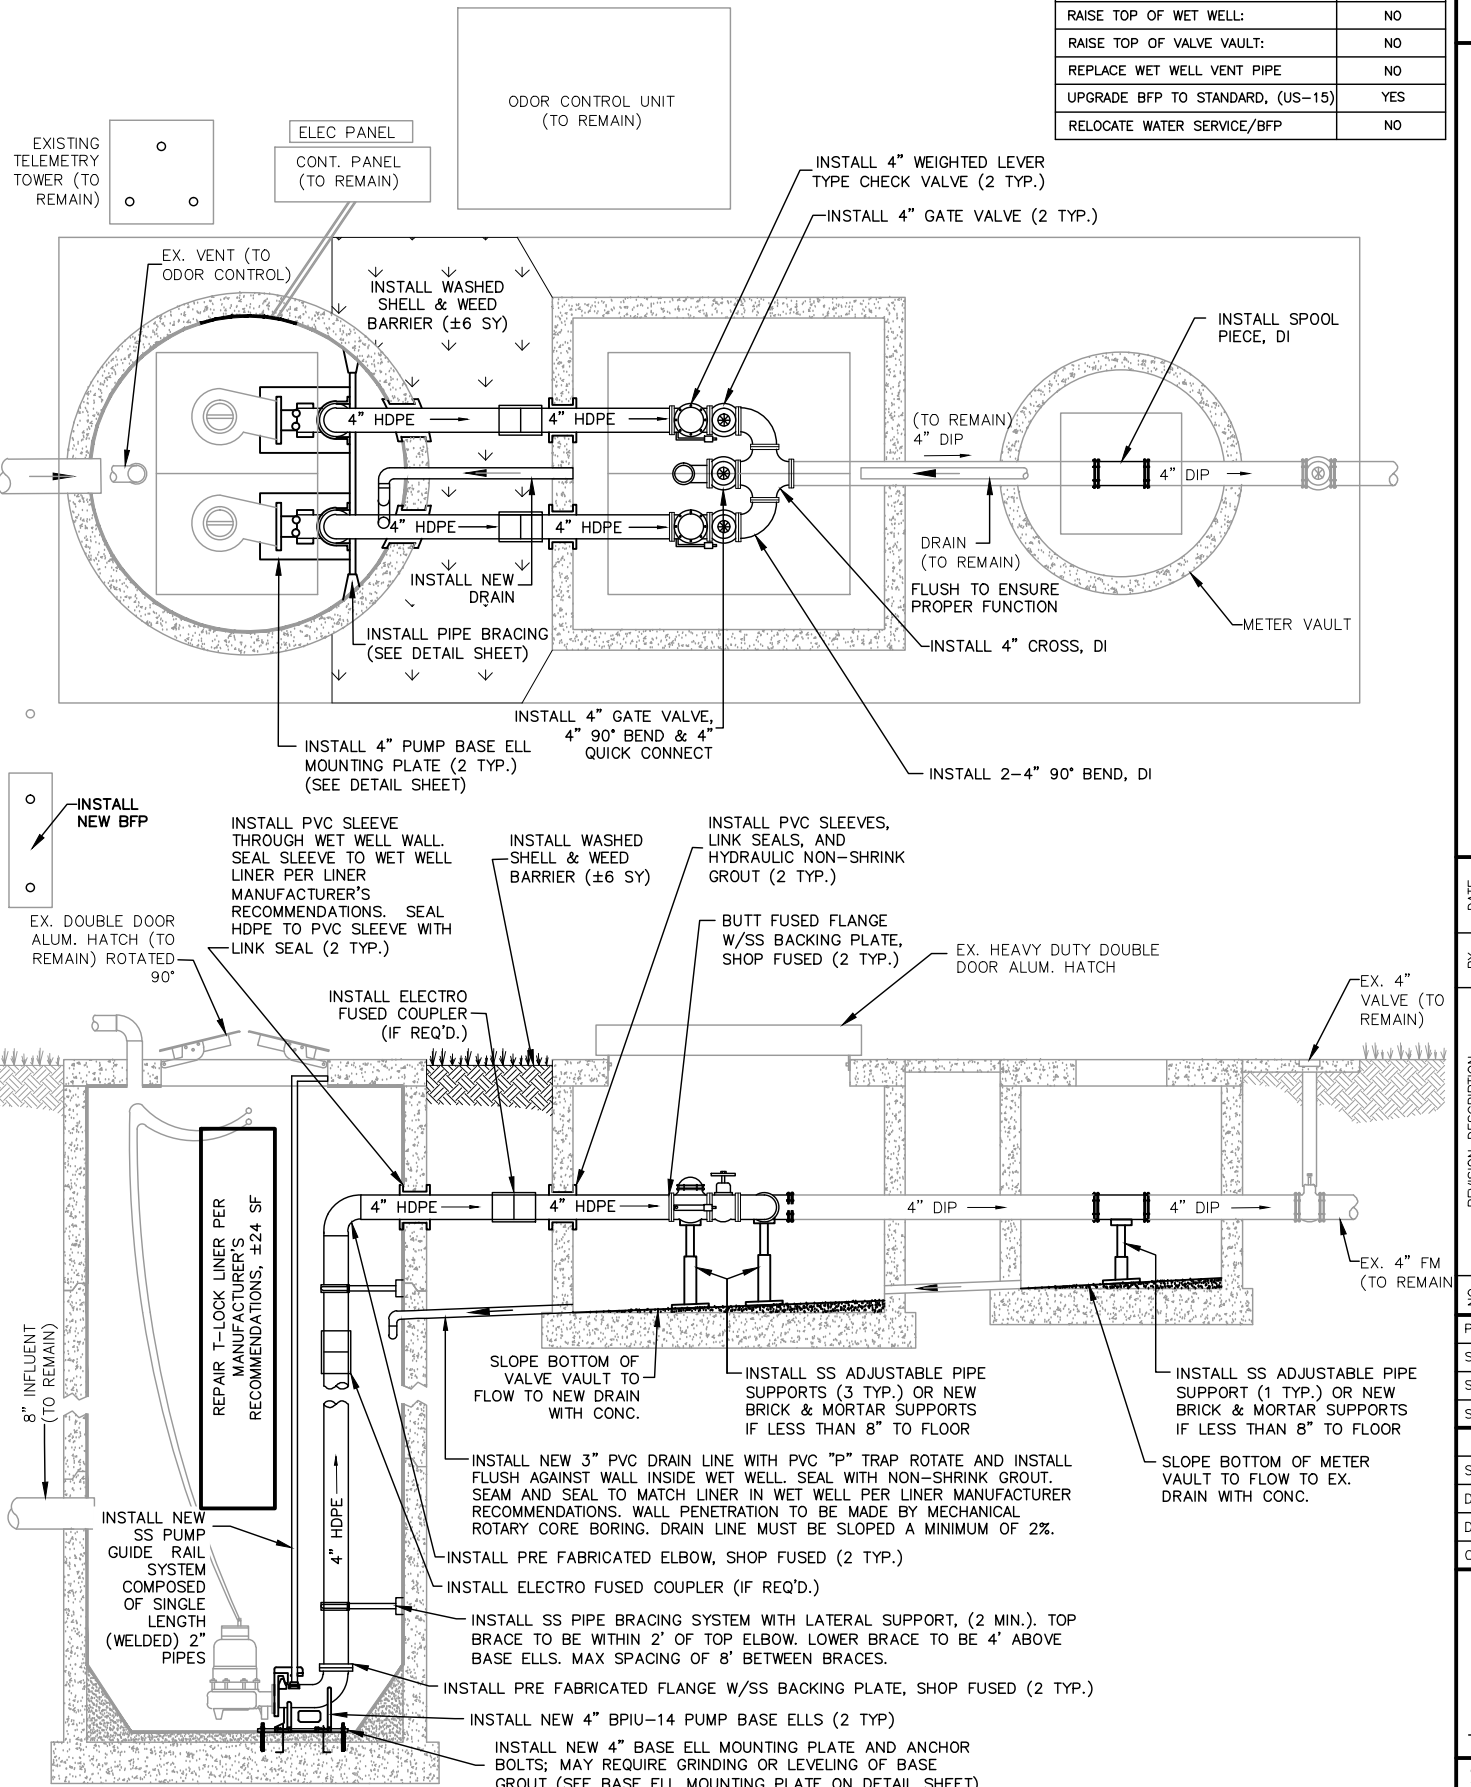 RAISE TOP OF WET WELL: NO
RAISE TOP OF VALVE VAULT: NO
REPLACE WET WELL VENT PIPE NO
UPGRADE BFP TO STANDARD, (US-15) YES
RELOCATE WATER SERVICE/BFP NO
ODOR CONTROL UNIT
(TO REMAIN)
EXISTING
TELEMETRY
TOWER (TO
REMAIN)
ELEC PANEL
CONT. PANEL
(TO REMAIN)
INSTALL 4" WEIGHTED LEVER
TYPE CHECK VALVE (2 TYP.)
INSTALL 4" GATE VALVE (2 TYP.)
EX. VENT (TO
ODOR CONTROL)
INSTALL WASHED
SHELL & WEED
BARRIER (±6 SY)
INSTALL SPOOL
PIECE, DI
4" HDPE
4" HDPE
(TO REMAIN)
4" DIP
4" DIP
4" HDPE
4" HDPE
DRAIN
(TO REMAIN)
FLUSH TO ENSURE
PROPER FUNCTION
INSTALL NEW
DRAIN
METER VAULT
INSTALL PIPE BRACING
(SEE DETAIL SHEET)
INSTALL 4" CROSS, DI
INSTALL 4" GATE VALVE,
4" 90° BEND & 4"
QUICK CONNECT
INSTALL 4" PUMP BASE ELL
MOUNTING PLATE (2 TYP.)
(SEE DETAIL SHEET)
INSTALL 2-4" 90° BEND, DI
INSTALL
NEW BFP
INSTALL PVC SLEEVE
THROUGH WET WELL WALL.
SEAL SLEEVE TO WET WELL
LINER PER LINER
MANUFACTURER'S
RECOMMENDATIONS. SEAL
HDPE TO PVC SLEEVE WITH
LINK SEAL (2 TYP.)
INSTALL WASHED
SHELL & WEED
BARRIER (±6 SY)
INSTALL PVC SLEEVES,
LINK SEALS, AND
HYDRAULIC NON-SHRINK
GROUT (2 TYP.)
EX. DOUBLE DOOR
ALUM. HATCH (TO
REMAIN) ROTATED
90°
BUTT FUSED FLANGE
W/SS BACKING PLATE,
SHOP FUSED (2 TYP.)
EX. HEAVY DUTY DOUBLE
DOOR ALUM. HATCH
DATE
BY
REVISION DESCRIPTION
NO
INSTALL ELECTRO
FUSED COUPLER
(IF REQ'D.)
EX. 4"
VALVE (TO
REMAIN)
REPAIR T-LOCK LINER PER
MANUFACTURER'S
RECOMMENDATIONS, ±24 SF
4" HDPE
4" HDPE
4" DIP
4" DIP
EX. 4" FM
(TO REMAIN
8" INFLUENT
(TO REMAIN)
SLOPE BOTTOM OF
VALVE VAULT TO
FLOW TO NEW DRAIN
WITH CONC.
INSTALL SS ADJUSTABLE PIPE
SUPPORTS (3 TYP.) OR NEW
BRICK & MORTAR SUPPORTS
IF LESS THAN 8" TO FLOOR
INSTALL SS ADJUSTABLE PIPE
SUPPORT (1 TYP.) OR NEW
BRICK & MORTAR SUPPORTS
IF LESS THAN 8" TO FLOOR
INSTALL NEW 3" PVC DRAIN LINE WITH PVC "P" TRAP ROTATE AND INSTALL
FLUSH AGAINST WALL INSIDE WET WELL. SEAL WITH NON-SHRINK GROUT.
SEAM AND SEAL TO MATCH LINER IN WET WELL PER LINER MANUFACTURER
RECOMMENDATIONS. WALL PENETRATION TO BE MADE BY MECHANICAL
ROTARY CORE BORING. DRAIN LINE MUST BE SLOPED A MINIMUM OF 2%.
SLOPE BOTTOM OF METER
VAULT TO FLOW TO EX.
DRAIN WITH CONC.
INSTALL NEW
SS PUMP
GUIDE RAIL
SYSTEM
COMPOSED
OF SINGLE
LENGTH
(WELDED) 2"
PIPES
4" HDPE
INSTALL PRE FABRICATED ELBOW, SHOP FUSED (2 TYP.)
INSTALL ELECTRO FUSED COUPLER (IF REQ'D.)
INSTALL SS PIPE BRACING SYSTEM WITH LATERAL SUPPORT, (2 MIN.). TOP
BRACE TO BE WITHIN 2' OF TOP ELBOW. LOWER BRACE TO BE 4' ABOVE
BASE ELLS. MAX SPACING OF 8' BETWEEN BRACES.
INSTALL PRE FABRICATED FLANGE W/SS BACKING PLATE, SHOP FUSED (2 TYP.)
INSTALL NEW 4" BPIU-14 PUMP BASE ELLS (2 TYP)
INSTALL NEW 4" BASE ELL MOUNTING PLATE AND ANCHOR
BOLTS; MAY REQUIRE GRINDING OR LEVELING OF BASE
GROUT (SEE BASE ELL MOUNTING PLATE ON DETAIL SHEET)